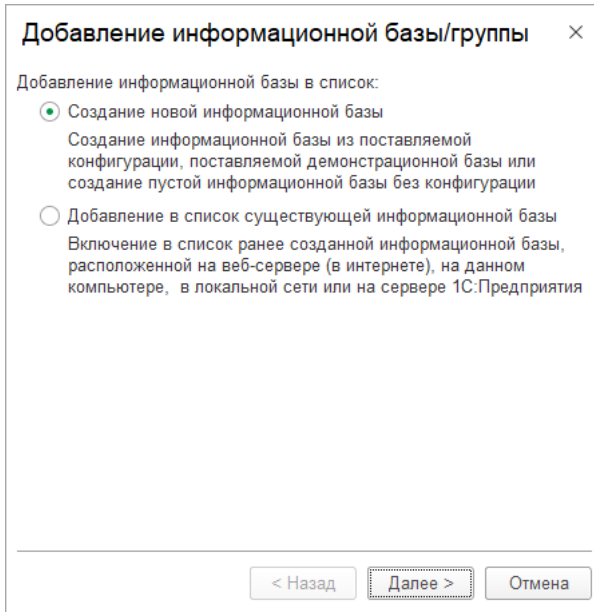 Добавление информационной базы/группы
Добавление информационной базы в список:
Создание новой информационной базы
Создание информационной базы из поставляемой
конфигурации, поставляемой демонстрационной базы или
создание пустой информационной базы без конфигурации
Добавление в список существующей информационной базы
Включение в список ранее созданной информационной базы,
расположенной на веб-сервере (в интернете), на данном
компьютере, в локальной сети или на сервере 1С:Предприятия
< Назад Далее > Отмена